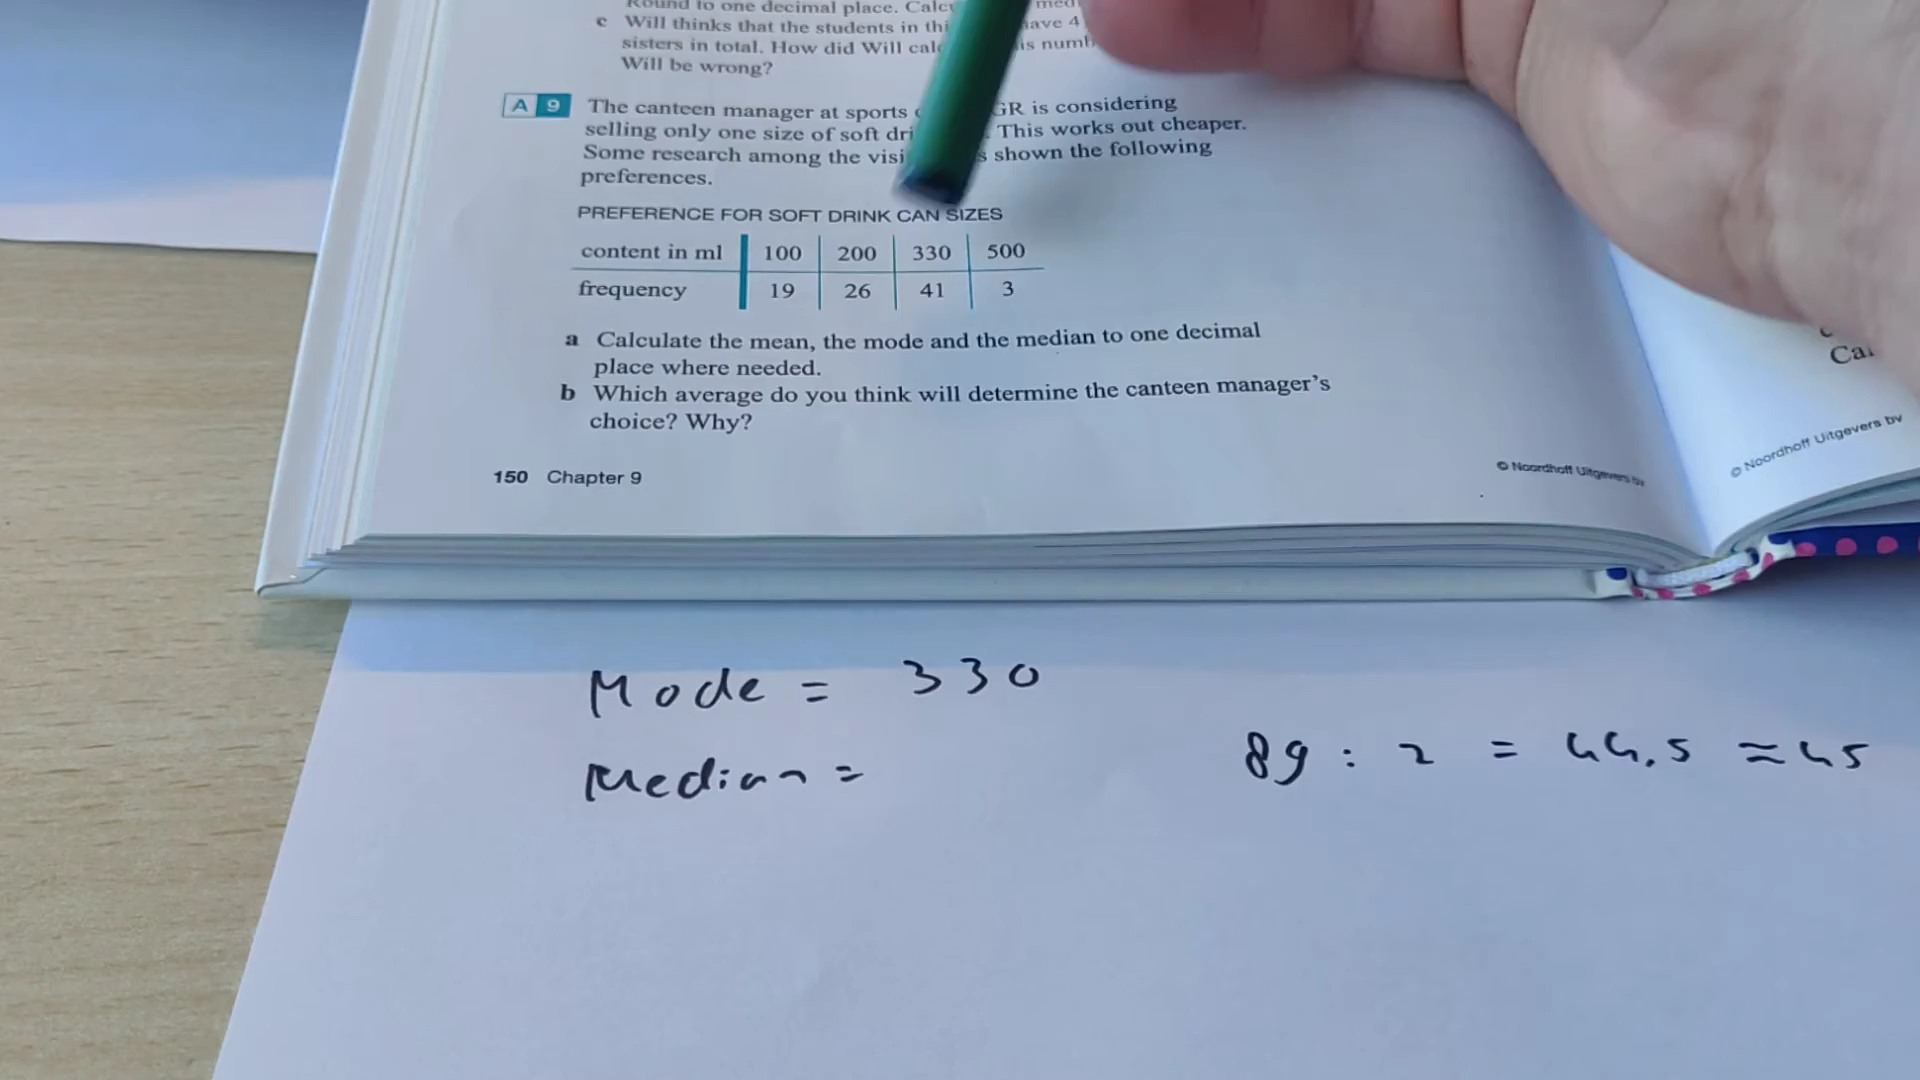 Round to one decimal place.
c Will thinks that the students in
sisters in total. How did Will
Will be wrong?
A 9 The canteen manager at sports GR is considering
selling only one size of soft This works out cheaper.
Some research among the shown the following
preferences.
PREFERENCE FOR SOFT DRINK CAN SIZES
content in ml 100 200 330 500
frequency 19 26 41 3
a Calculate the mean, the mode and the median to one decimal
place where needed.
b Which average do you think will determine the canteen manager's
choice? Why?
150 Chapter 9
© Noordhoff Uitgevers bv
© Noordhoff Uitgevers bv
Mode = 330
Median =
89 : 2 = 44.5 ≈ 45